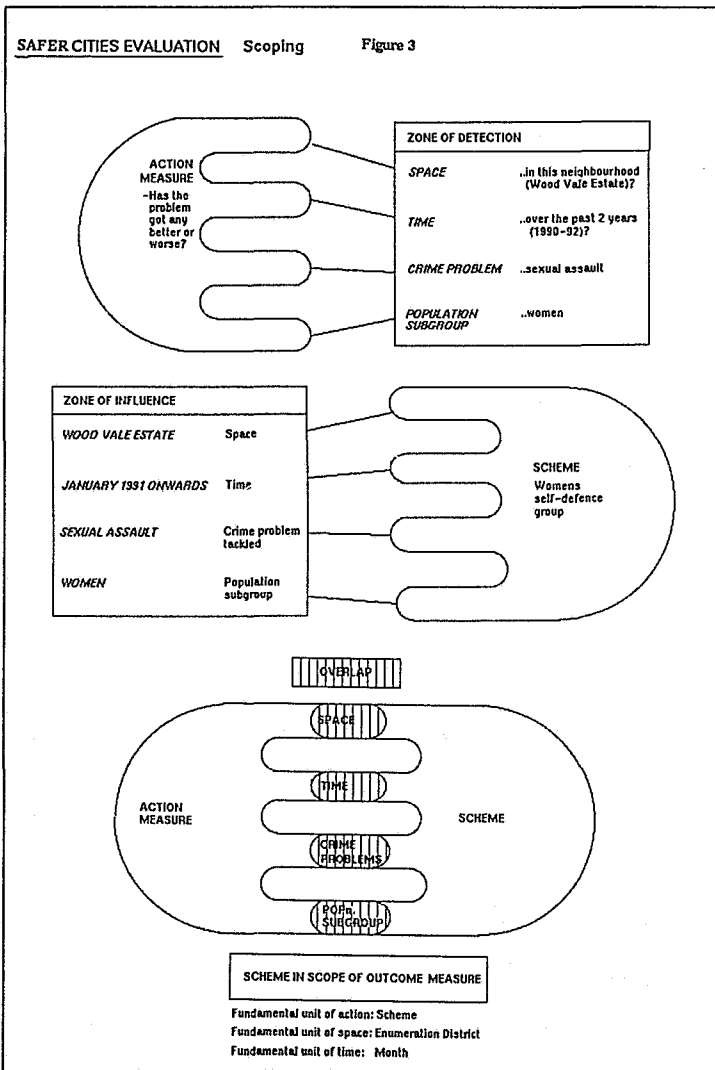 SAFER CITIES EVALUATION Scoping Figure 3
ACTION
MEASURE
-Has the
problem
got any
better or
worse?
ZONE OF DETECTION
SPACE ..in this neighbourhood
(Wood Vale Estate)?
TIME ..over the past 2 years
(1990-92)?
CRIME PROBLEM ..sexual assault
POPULATION ..women
SUBGROUP
ZONE OF INFLUENCE
WOOD VALE ESTATE Space
JANUARY 1991 ONWARDS Time
SEXUAL ASSAULT Crime problem
tackled
WOMEN Population
subgroup
SCHEME
Womens
self-defence
group
OVERLAP
SPACE
TIME
CRIME
PROBLEMS
POPn.
SUBGROUP
ACTION
MEASURE
SCHEME
SCHEME IN SCOPE OF OUTCOME MEASURE
Fundamental unit of action: Scheme
Fundamental unit of space: Enumeration District
Fundamental unit of time: Month